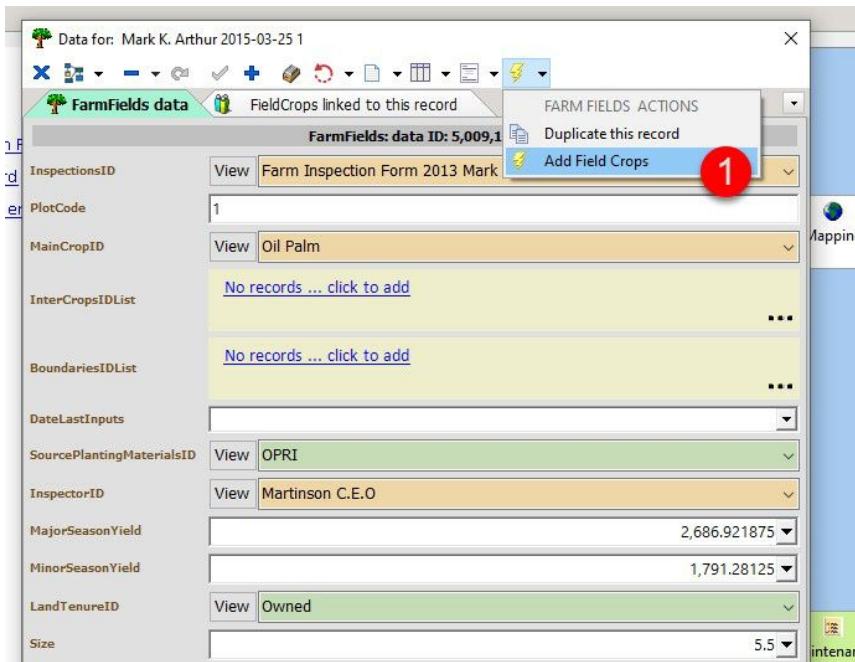 Data for: Mark K. Arthur 2015-03-25 1
FarmFields data
FieldCrops linked to this record
FARM FIELDS ACTIONS
Duplicate this record
Add Field Crops
1
FarmFields: data ID: 5,009,1
InspectionsID View Farm Inspection Form 2013 Mark
PlotCode 1
MainCropID View Oil Palm
InterCropsIDList No records ... click to add
...
BoundariesIDList No records ... click to add
...
DateLastInputs
SourcePlantingMaterialsID View OPRI
InspectorID View Martinson C.E.O
MajorSeasonYield 2,686.921875
MinorSeasonYield 1,791.28125
LandTenureID View Owned
Size 5.5
Mappin
intenar